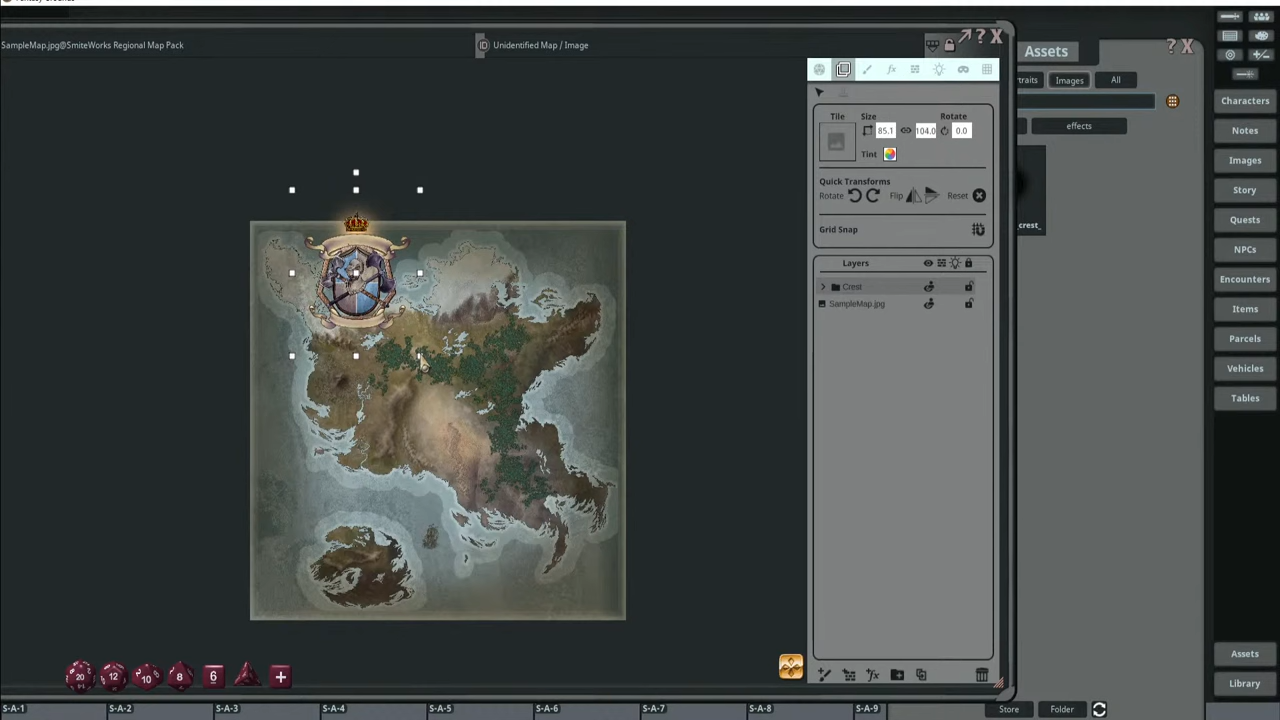 SampleMap.jpg@SmiteWorks Regional Map Pack
ID Unidentified Map / Image
Assets
Images
All
effects
_crest_
Tile
Size
Rotate
85.1
104.0
0.0
Tint
Quick Transforms
Rotate
Flip
Reset
Grid Snap
Layers
Crest
SampleMap.jpg
Characters
Notes
Images
Story
Quests
NPCs
Encounters
Items
Parcels
Vehicles
Tables
Assets
Library
20
12
10
8
6
S-A-1
S-A-2
S-A-3
S-A-4
S-A-5
S-A-6
S-A-7
S-A-8
S-A-9
Store
Folder